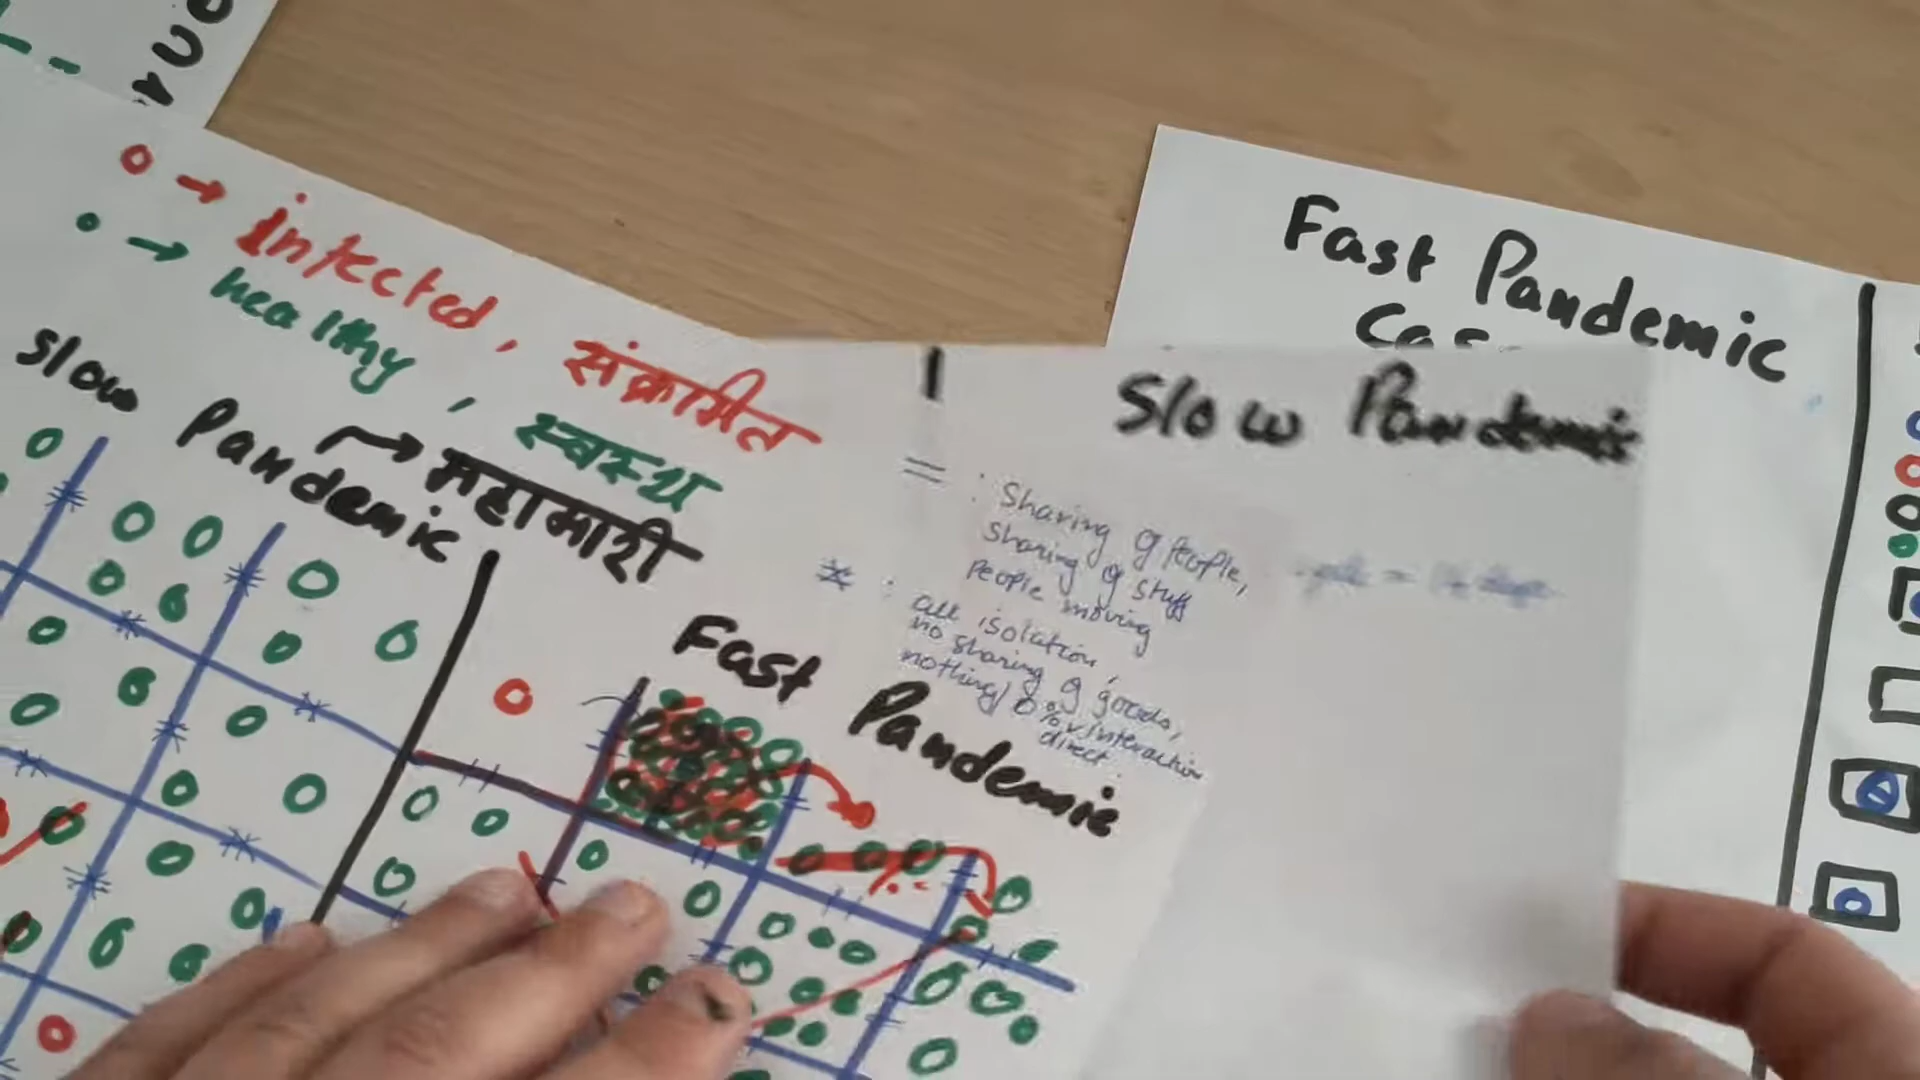 infected, संक्रामीत
healthy, स्वस्थ
slow Pandemic → महामारी
Fast Pandemic
= : Sharing of People,
Sharing of stuff
People moving
* : all isolation,
no sharing of goods,
nothing/ 0% interaction
direct
Fast Pandemic
Slow Pandemic